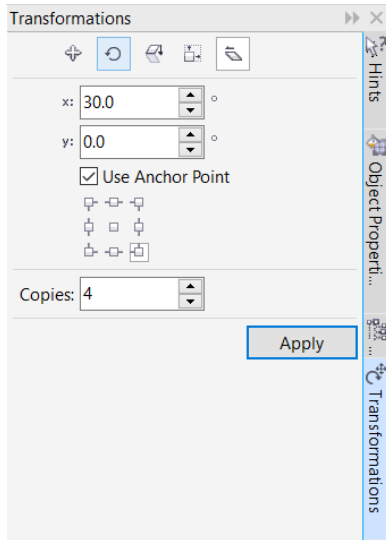 Transformations
x: 30.0 °
y: 0.0 °
Use Anchor Point
Copies: 4
Apply
Hints
Object Properti...
...
Transformations